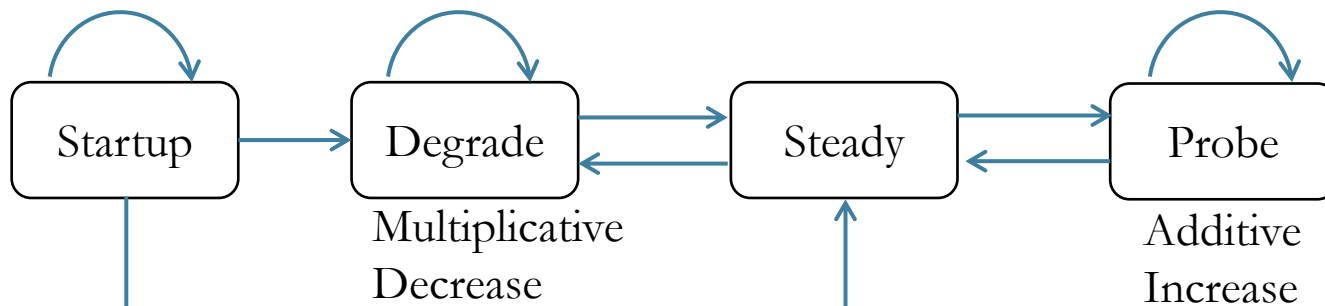 Startup
Degrade
Steady
Probe
Multiplicative
Decrease
Additive
Increase